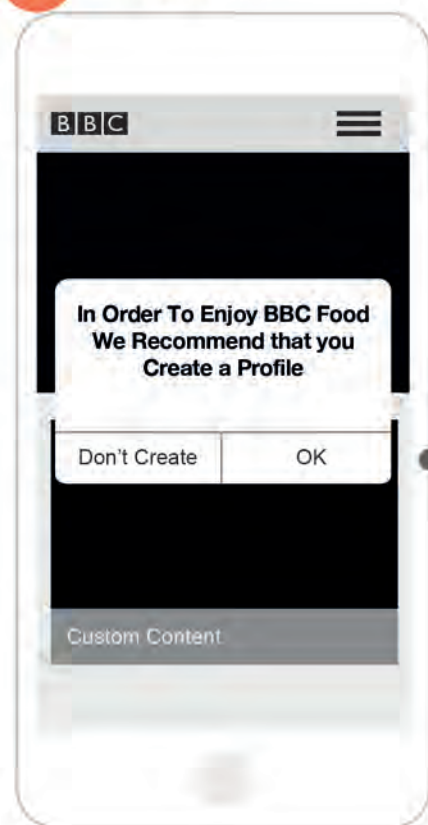 BBC
In Order To Enjoy BBC Food
We Recommend that you
Create a Profile
Don't Create
OK
Custom Content